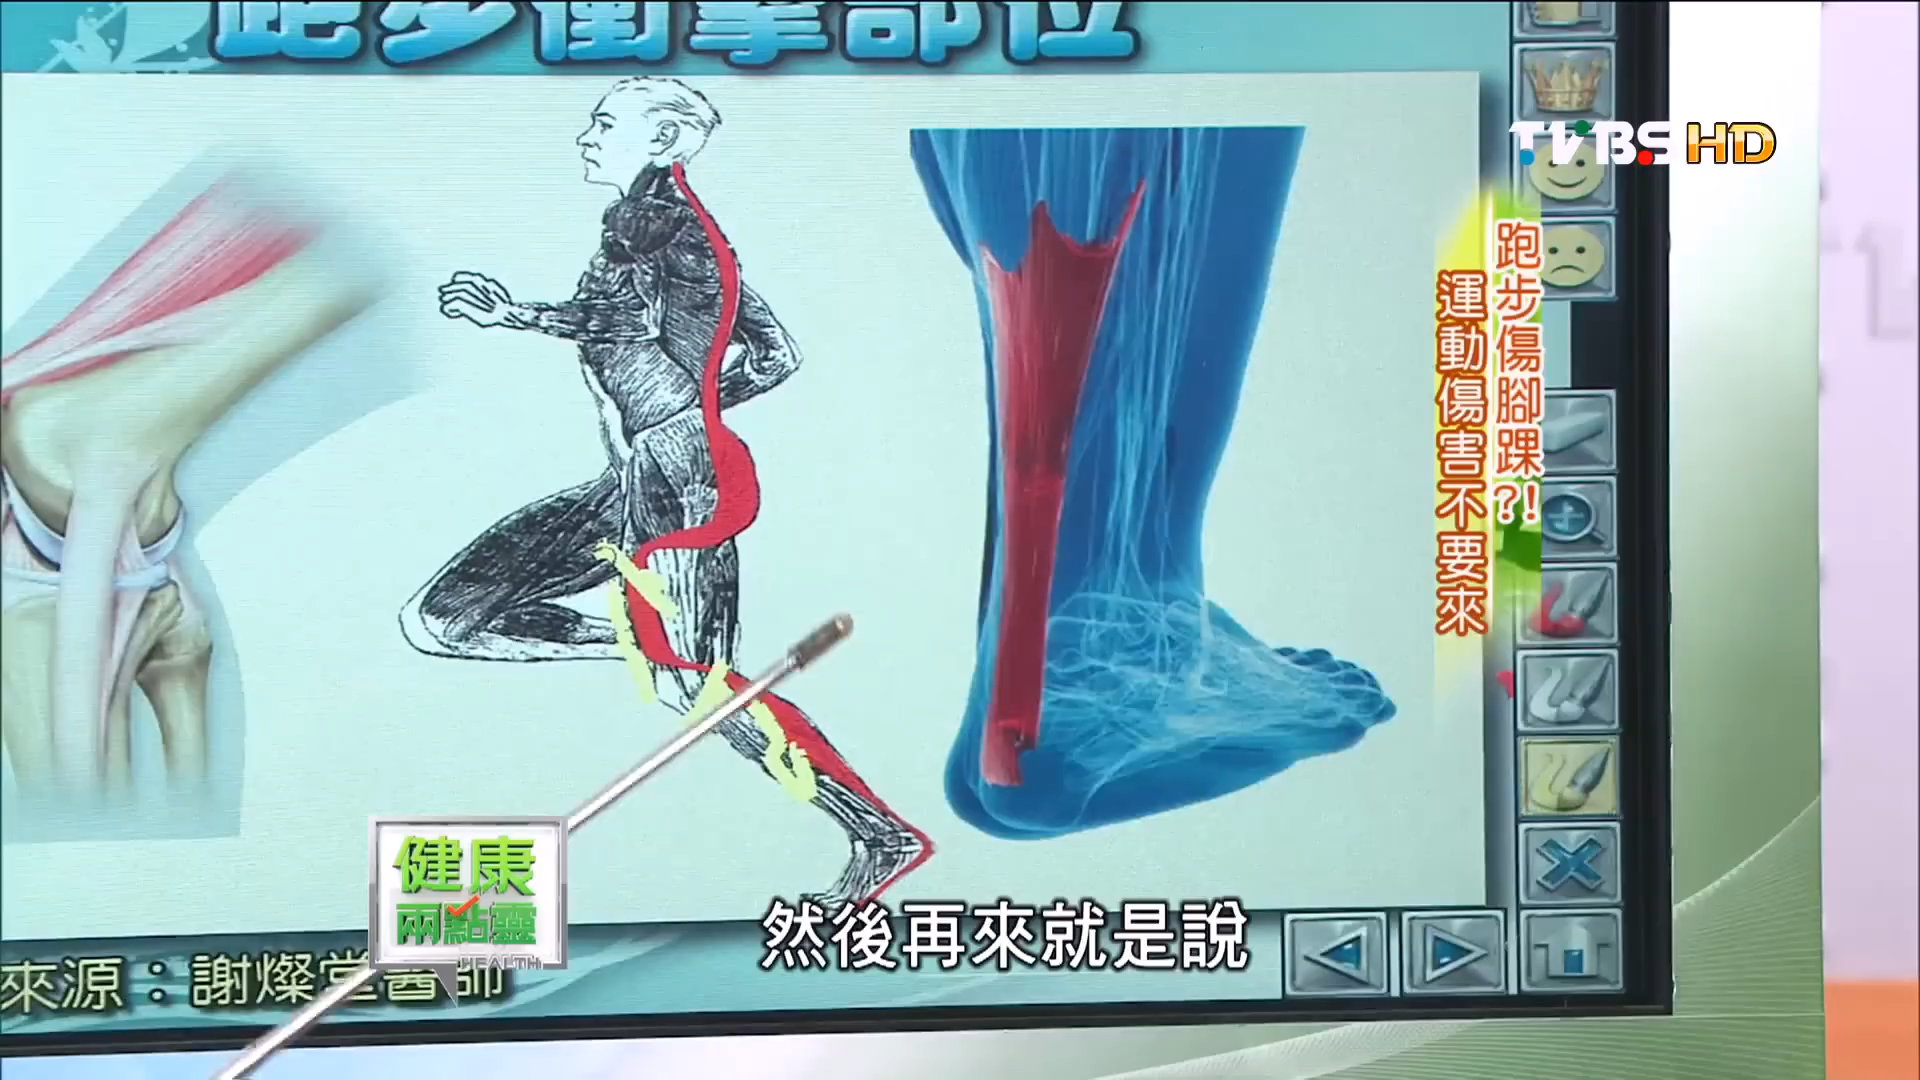 跑步衝擊部位
TVBS HD
跑步傷腳踝?!
運動傷害不要來
健康
兩點靈
HEALTH
然後再來就是說
來源：謝燦堂醫師